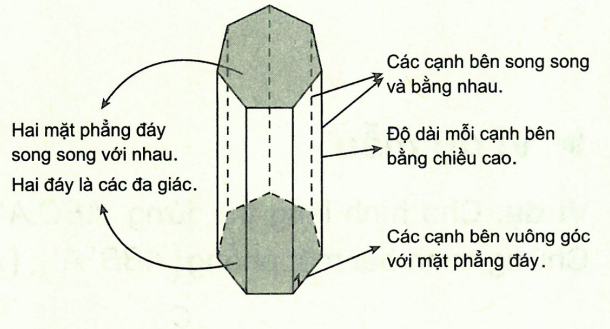 Các cạnh bên song song
và bằng nhau.
Hai mặt phẳng đáy
song song với nhau.
Hai đáy là các đa giác.
Độ dài mỗi cạnh bên
bằng chiều cao.
Các cạnh bên vuông góc
với mặt phẳng đáy.